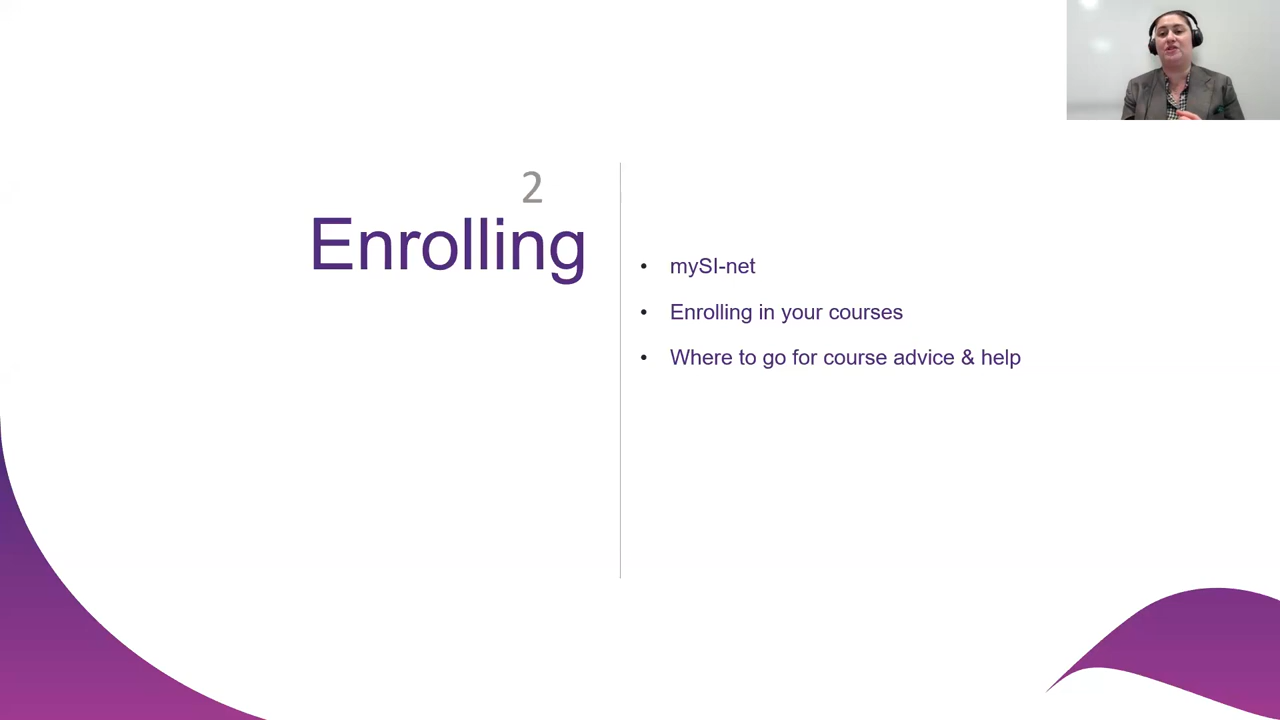 2
Enrolling
• mySI-net
• Enrolling in your courses
• Where to go for course advice & help